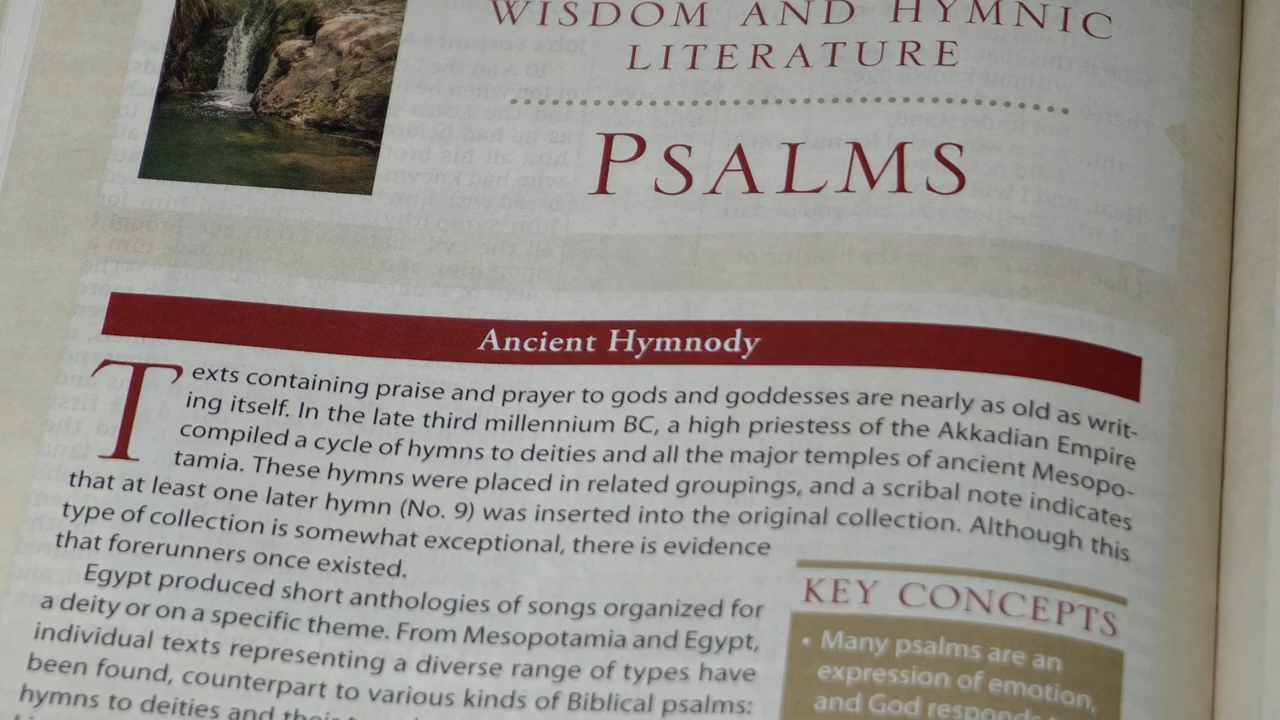 WISDOM AND HYMNIC
LITERATURE
PSALMS
Ancient Hymnody
Texts containing praise and prayer to gods and goddesses are nearly as old as writ-
ing itself. In the late third millennium BC, a high priestess of the Akkadian Empire
compiled a cycle of hymns to deities and all the major temples of ancient Mesopo-
tamia. These hymns were placed in related groupings, and a scribal note indicates
that at least one later hymn (No. 9) was inserted into the original collection. Although this
type of collection is somewhat exceptional, there is evidence
that forerunners once existed.
Egypt produced short anthologies of songs organized for
a deity or on a specific theme. From Mesopotamia and Egypt,
individual texts representing a diverse range of types have
been found, counterpart to various kinds of Biblical psalms:
hymns to deities and their
KEY CONCEPTS
• Many psalms are an
expression of emotion,
and God responds